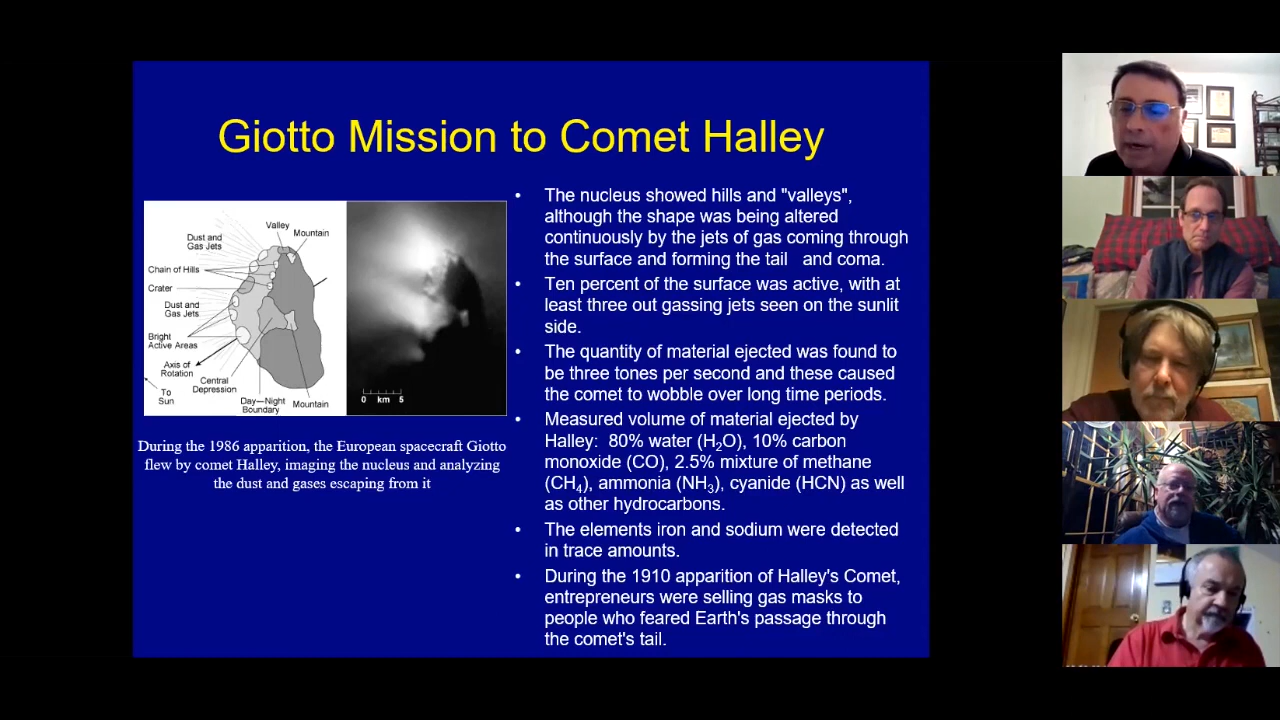 Giotto Mission to Comet Halley
Valley
Mountain
Dust and
Gas Jets
Chain of Hills
Crater
Dust and
Gas Jets
Bright
Active Areas
Axis of
Rotation
To
Sun
Central
Depression
Day—Night
Boundary
Mountain
0 km 5
During the 1986 apparition, the European spacecraft Giotto
flew by comet Halley, imaging the nucleus and analyzing
the dust and gases escaping from it
• The nucleus showed hills and "valleys",
although the shape was being altered
continuously by the jets of gas coming through
the surface and forming the tail and coma.
• Ten percent of the surface was active, with at
least three out gassing jets seen on the sunlit
side.
• The quantity of material ejected was found to
be three tones per second and these caused
the comet to wobble over long time periods.
• Measured volume of material ejected by
Halley: 80% water (H₂O), 10% carbon
monoxide (CO), 2.5% mixture of methane
(CH₄), ammonia (NH₃), cyanide (HCN) as well
as other hydrocarbons.
• The elements iron and sodium were detected
in trace amounts.
• During the 1910 apparition of Halley's Comet,
entrepreneurs were selling gas masks to
people who feared Earth's passage through
the comet's tail.